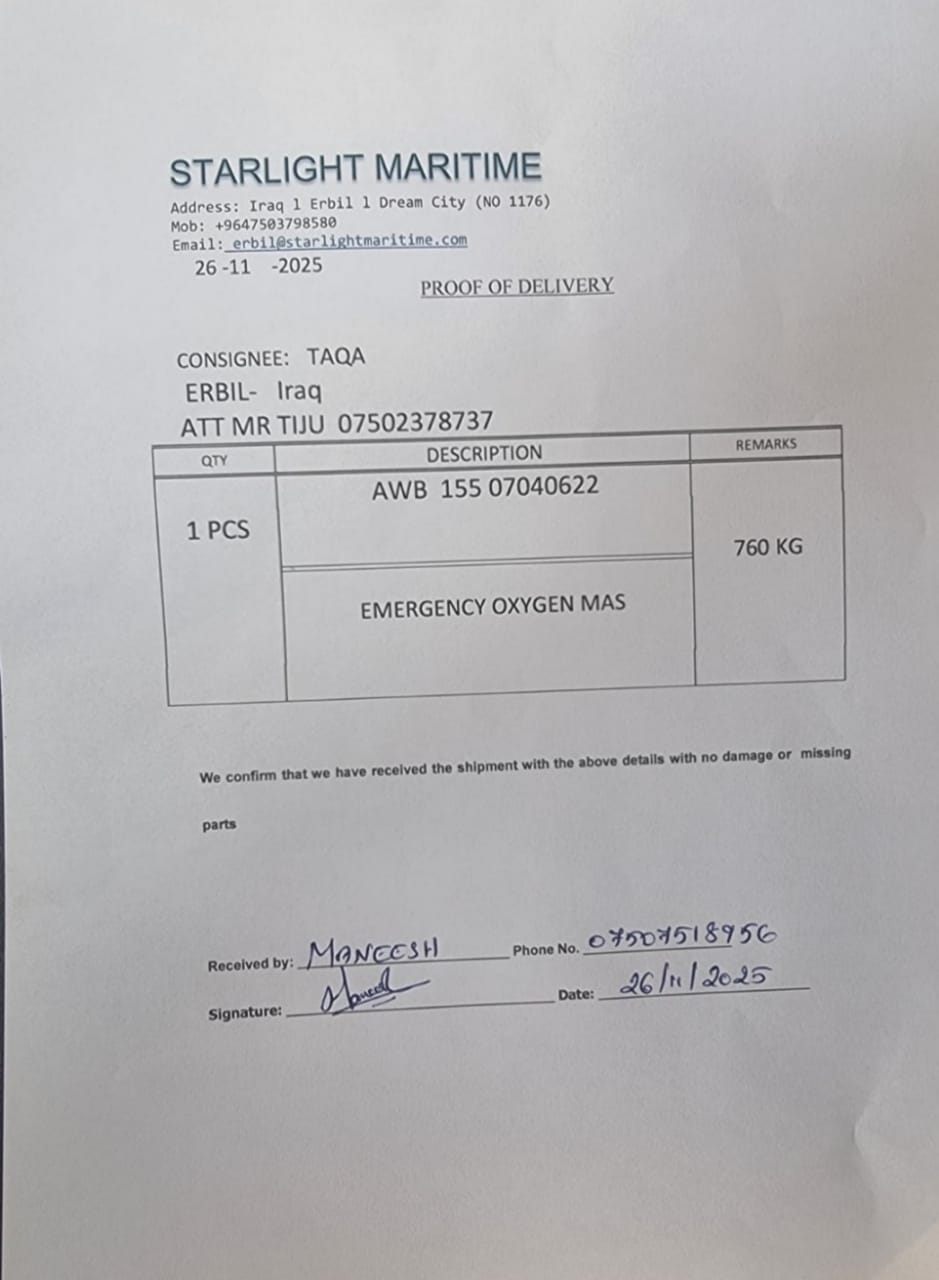 STARLIGHT MARITIME
Address: Iraq l Erbil l Dream City (NO 1176)
Mob: +9647503798580
Email: erbil@starlightmaritime.com
26 -11 -2025
PROOF OF DELIVERY
CONSIGNEE: TAQA
ERBIL- Iraq
ATT MR TIJU 07502378737
QTY DESCRIPTION REMARKS
AWB 155 07040622
1 PCS 760 KG
EMERGENCY OXYGEN MAS
We confirm that we have received the shipment with the above details with no damage or missing
parts
Received by: MANEESH Phone No. 07507518956
Signature: Date: 26/11/2025